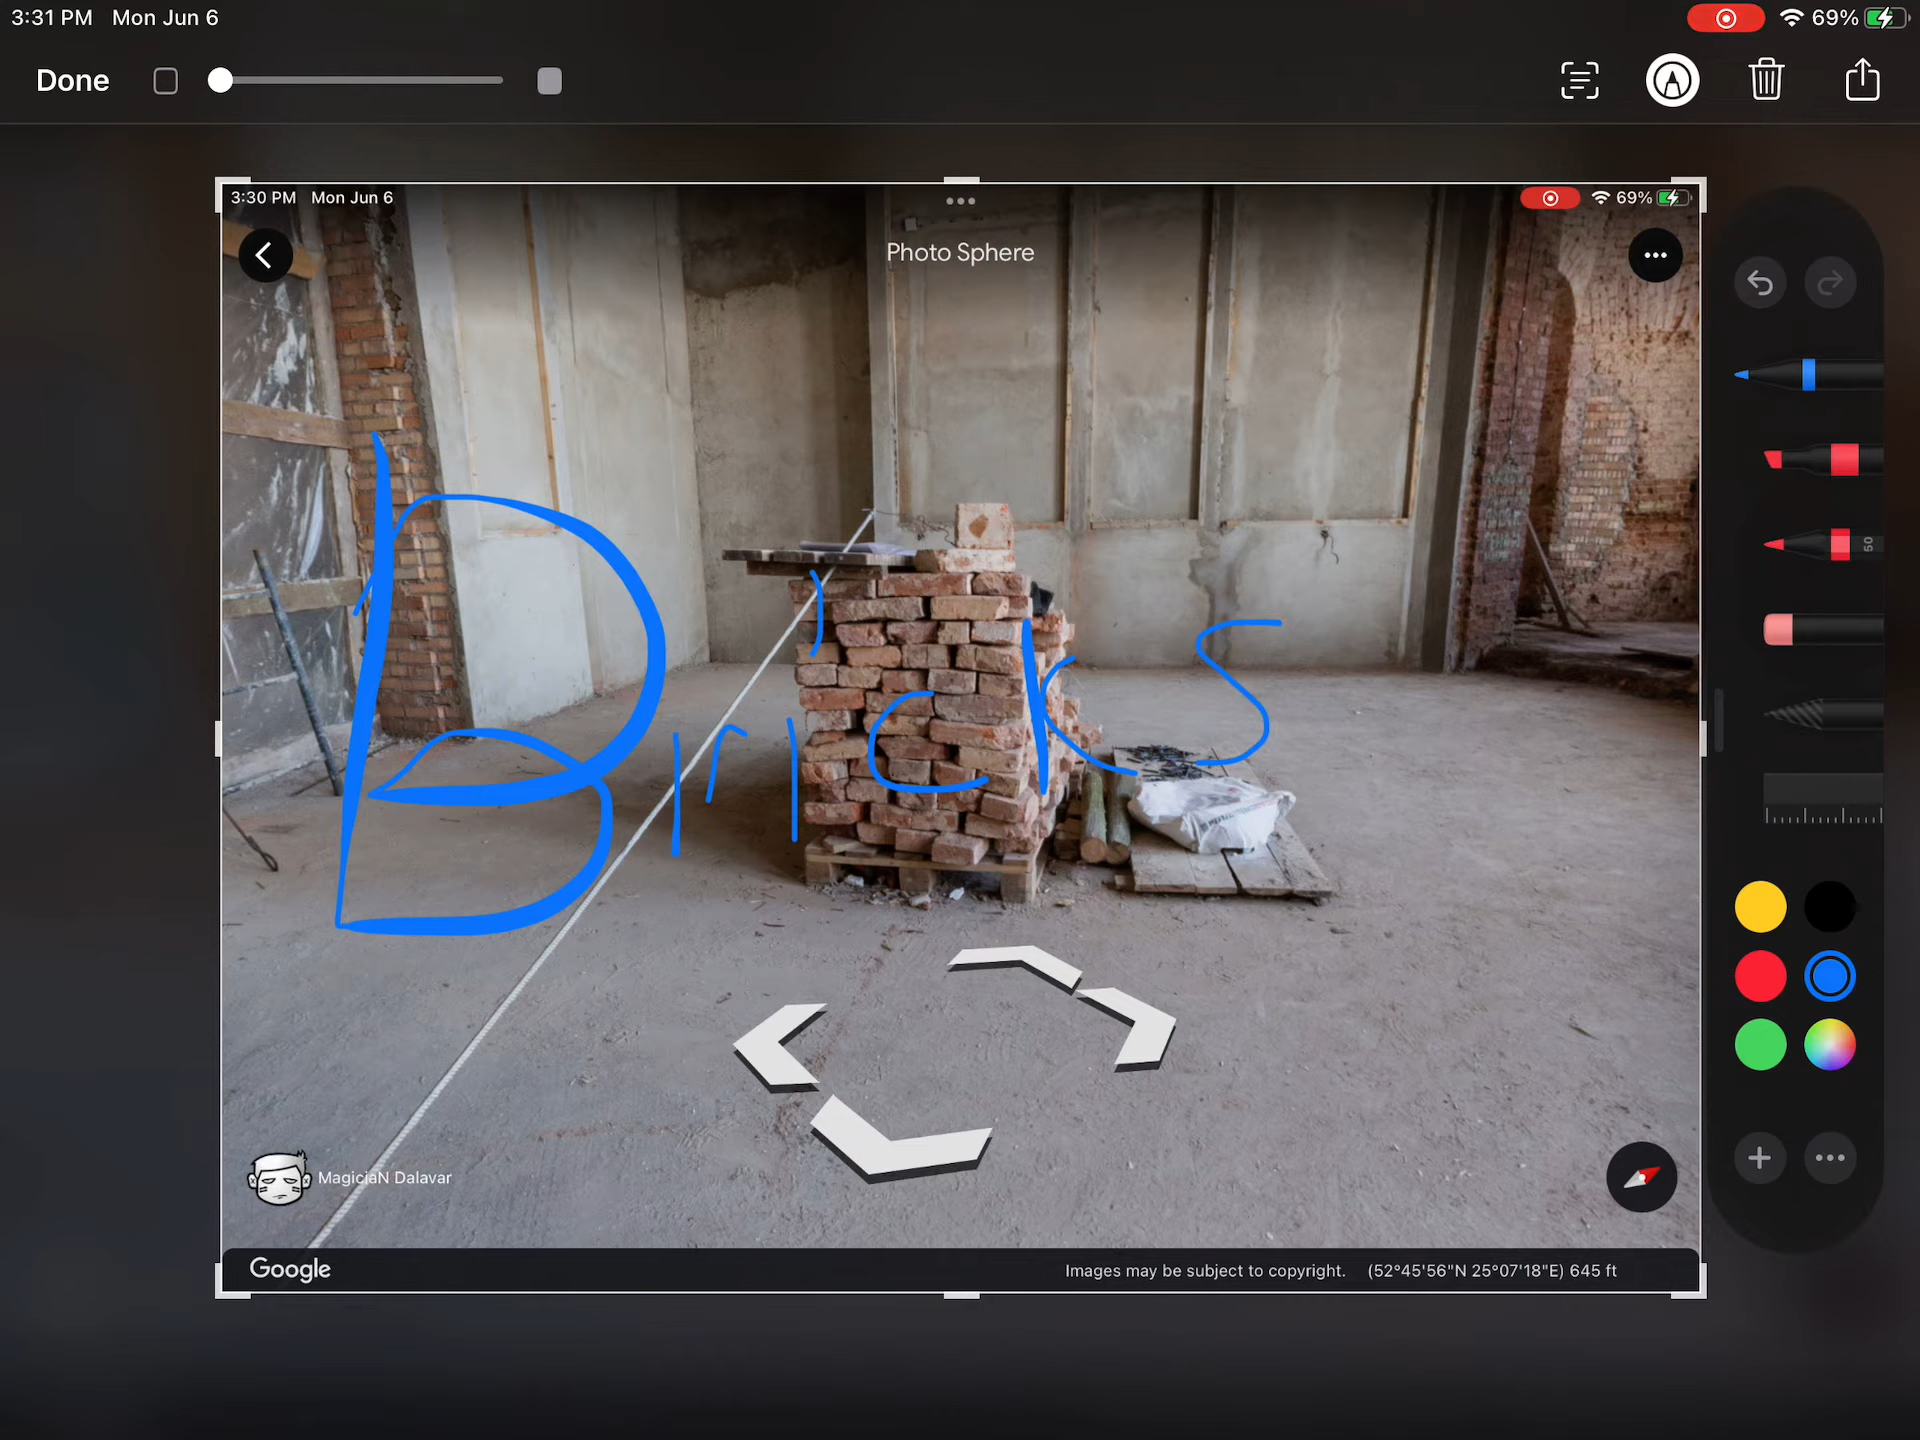 3:31 PM Mon Jun 6 69%
Done
3:30 PM Mon Jun 6 69%
Photo Sphere
50
Bricks
MagiciaN Dalavar
Google Images may be subject to copyright. (52°45'56"N 25°07'18"E) 645 ft